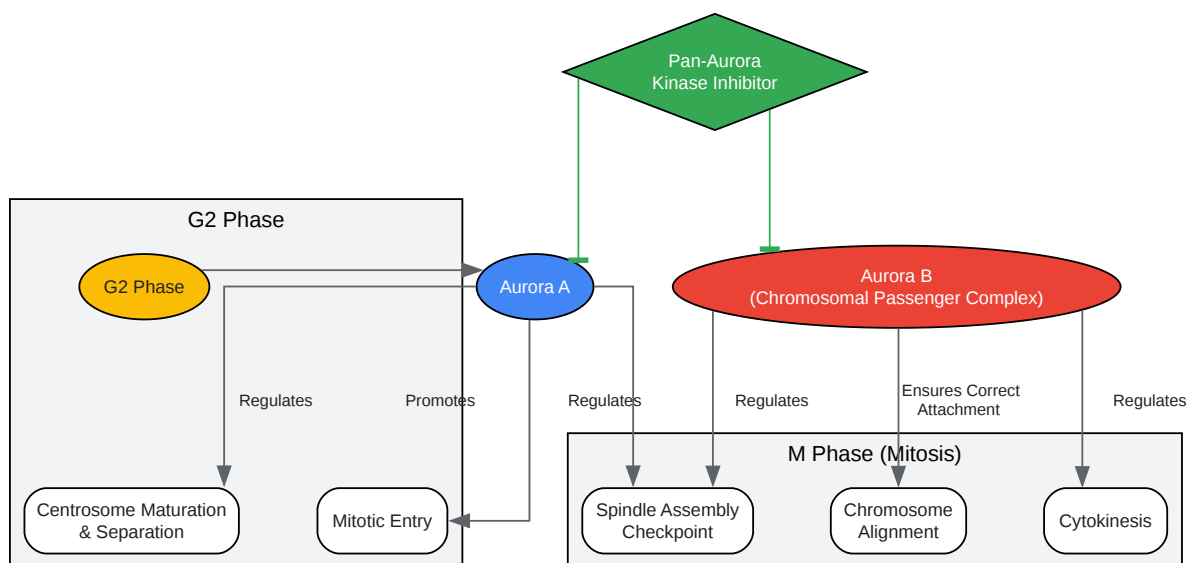 Pan-Aurora
Kinase Inhibitor
G2 Phase
G2 Phase
Aurora A
Aurora B
(Chromosomal Passenger Complex)
Regulates
Promotes
Regulates
Regulates
Ensures Correct
Attachment
Regulates
M Phase (Mitosis)
Centrosome Maturation
& Separation
Mitotic Entry
Spindle Assembly
Checkpoint
Chromosome
Alignment
Cytokinesis